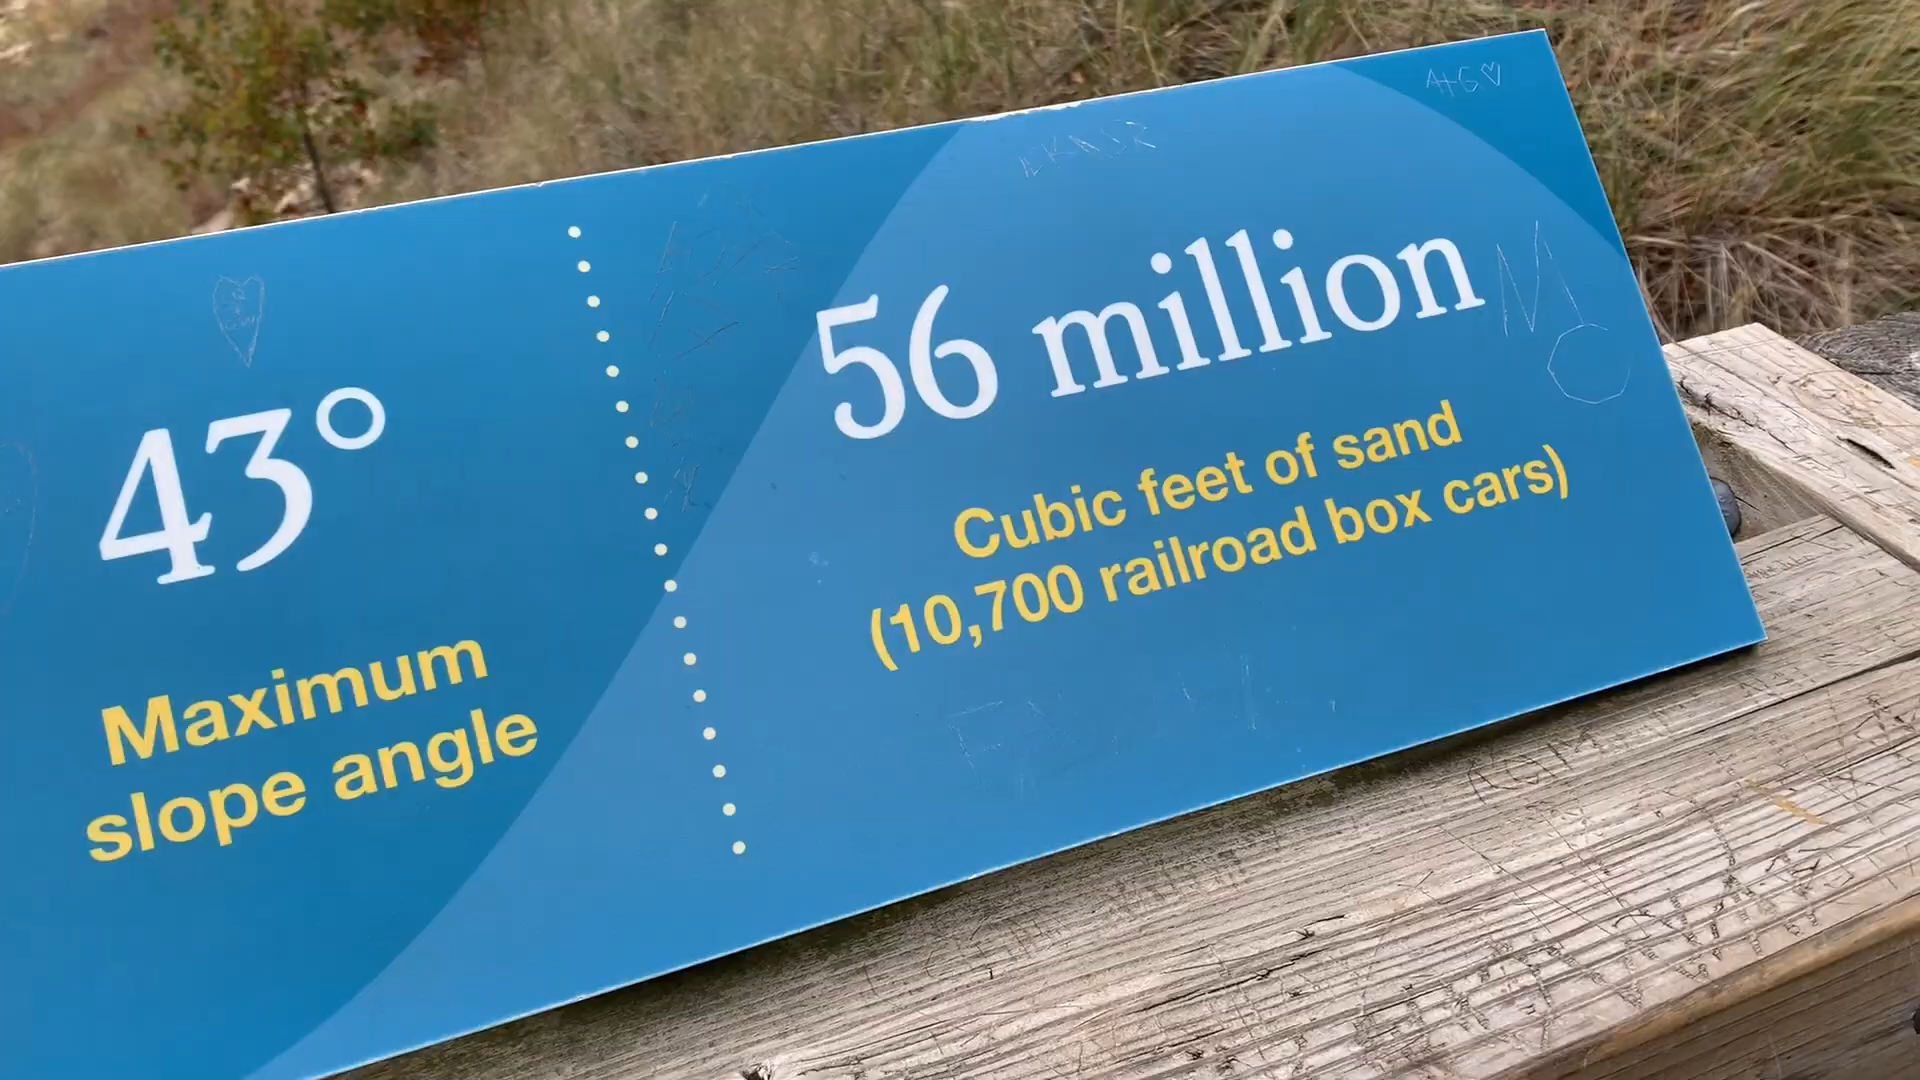 43°
Maximum
slope angle
56 million
Cubic feet of sand
(10,700 railroad box cars)
A+G♡